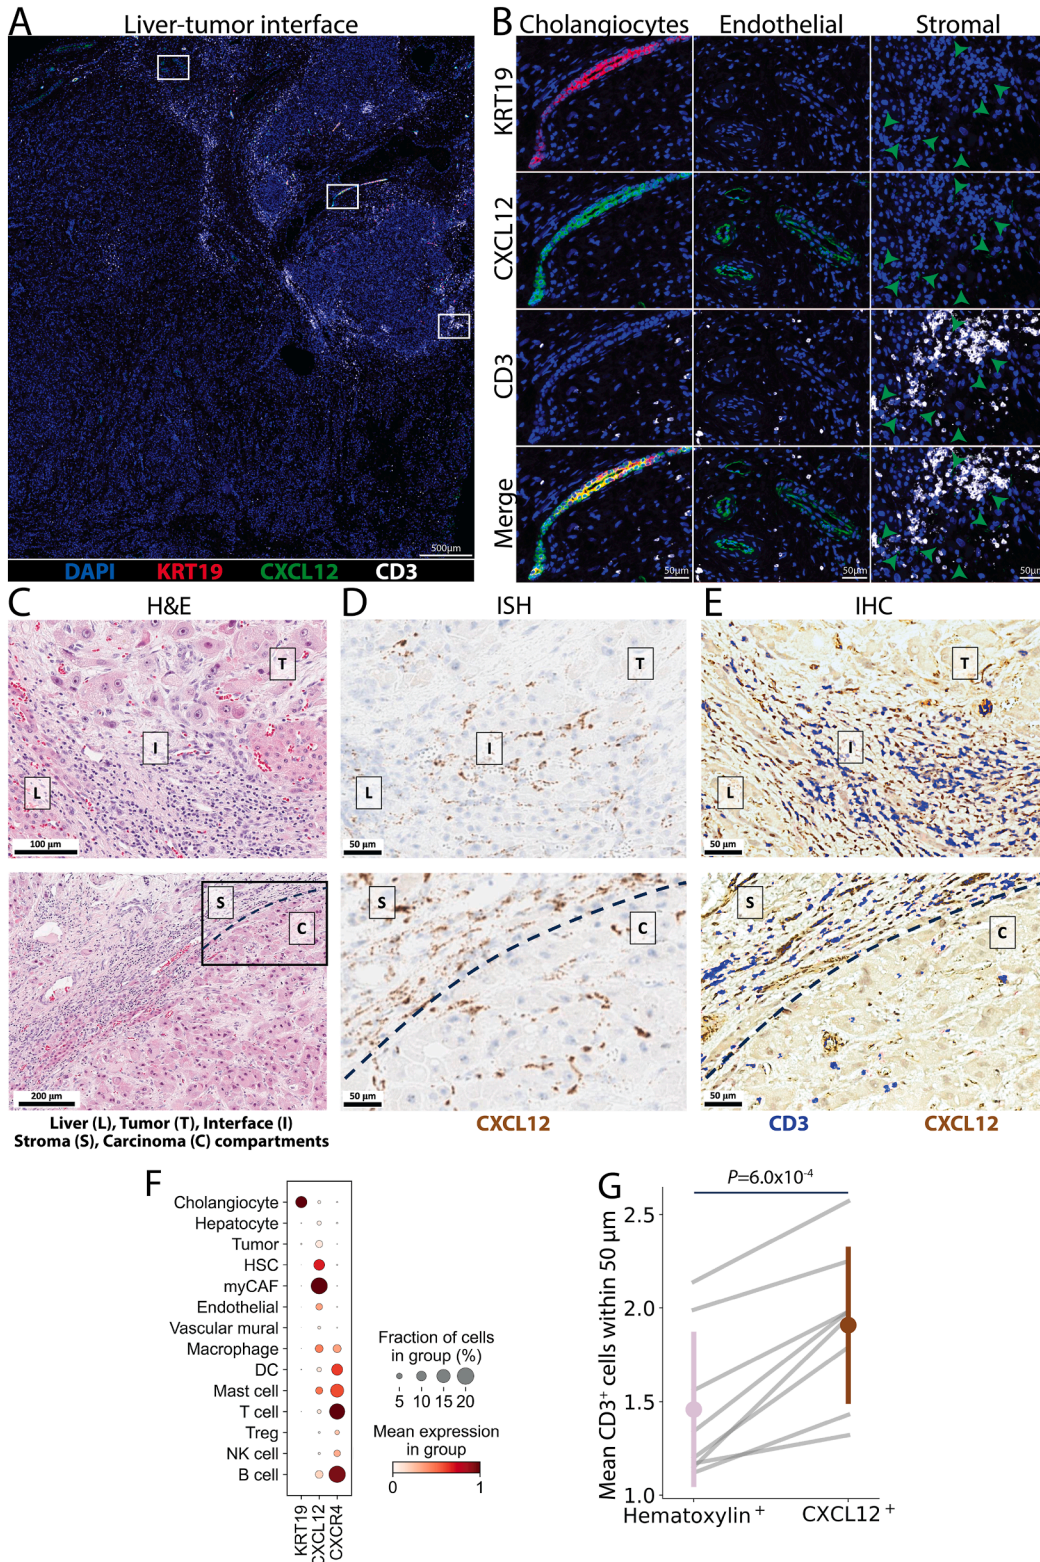 A
Liver-tumor interface
500µm
DAPI KRT19 CXCL12 CD3
B
Cholangiocytes Endothelial Stromal
KRT19
CXCL12
CD3
Merge
50µm 50µm 50µm
C
H&E
T
I
L
100 µm
S
C
200 µm
Liver (L), Tumor (T), Interface (I)
Stroma (S), Carcinoma (C) compartments
D
ISH
T
I
L
50 µm
S
C
50 µm
CXCL12
E
IHC
T
I
L
50 µm
S
C
50 µm
CD3 CXCL12
F
Cholangiocyte
Hepatocyte
Tumor
HSC
myCAF
Endothelial
Vascular mural
Macrophage
DC
Mast cell
T cell
Treg
NK cell
B cell
KRT19
CXCL12
CXCR4
Fraction of cells
in group (%)
5 10 15 20
Mean expression
in group
0 1
G
P=6.0x10⁻⁴
Mean CD3⁺ cells within 50 µm
2.5
2.0
1.5
1.0
Hematoxylin⁺ CXCL12⁺